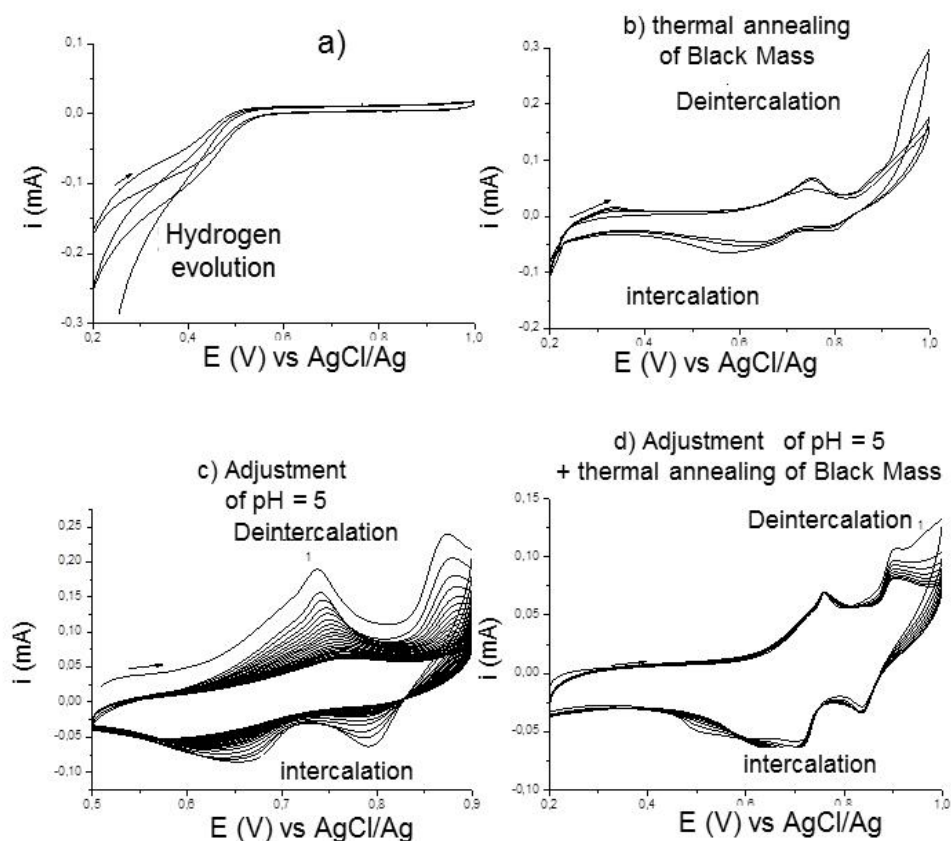 a)
0,1
0,0
-0,1
-0,2
-0,3
i (mA)
Hydrogen
evolution
0,2 0,4 0,6 0,8 1,0
E (V) vs AgCl/Ag
b) thermal annealing
of Black Mass
0,3
0,2
0,1
0,0
-0,1
-0,2
i (mA)
Deintercalation
intercalation
0,2 0,4 0,6 0,8 1,0
E (V) vs AgCl/Ag
c) Adjustment
of pH = 5
Deintercalation
1
0,25
0,20
0,15
0,10
0,05
0,00
-0,05
-0,10
i (mA)
intercalation
0,5 0,6 0,7 0,8 0,9
E (V) vs AgCl/Ag
d) Adjustment of pH = 5
+ thermal annealing of Black Mass
0,15
0,10
0,05
0,00
-0,05
-0,10
i (mA)
Deintercalation 1
intercalation
0,2 0,4 0,6 0,8 1,0
E (V) vs AgCl/Ag